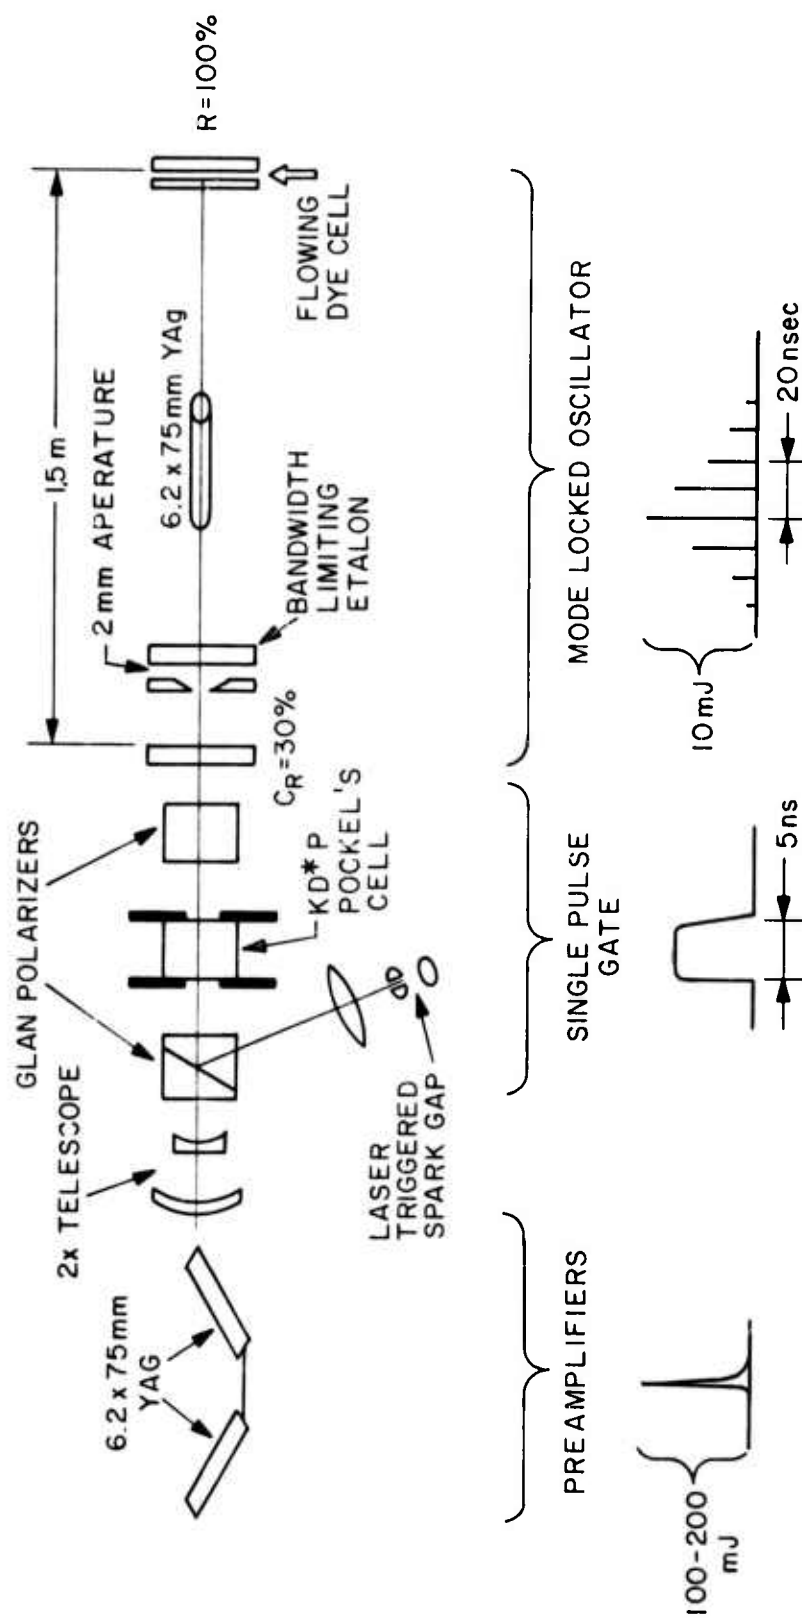 GLAN POLARIZERS
2x TELESCOPE
6.2 x 75mm
YAG
2mm APERATURE
1.5 m
6.2 x 75mm YAg
R=100%
FLOWING
DYE CELL
BANDWIDTH
LIMITING
ETALON
CR=30%
KD*P
POCKEL'S
CELL
LASER
TRIGGERED
SPARK GAP
PREAMPLIFIERS
SINGLE PULSE
GATE
MODE LOCKED OSCILLATOR
100-200
mJ
5ns
10mJ
20nsec